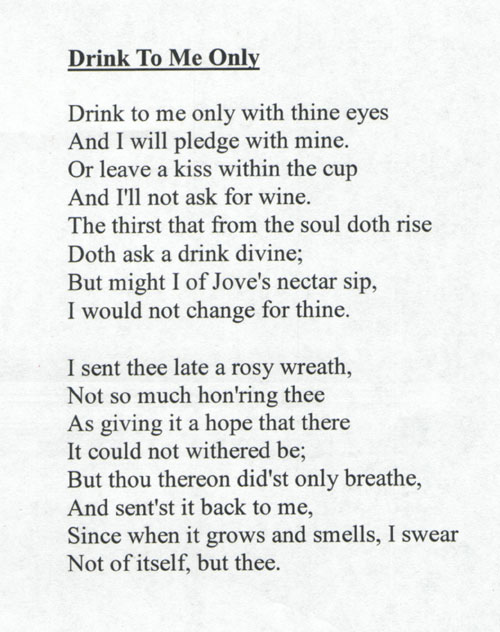 Drink To Me Only
Drink to me only with thine eyes
And I will pledge with mine.
Or leave a kiss within the cup
And I'll not ask for wine.
The thirst that from the soul doth rise
Doth ask a drink divine;
But might I of Jove's nectar sip,
I would not change for thine.
I sent thee late a rosy wreath,
Not so much hon'ring thee
As giving it a hope that there
It could not withered be;
But thou thereon did'st only breathe,
And sent'st it back to me,
Since when it grows and smells, I swear
Not of itself, but thee.